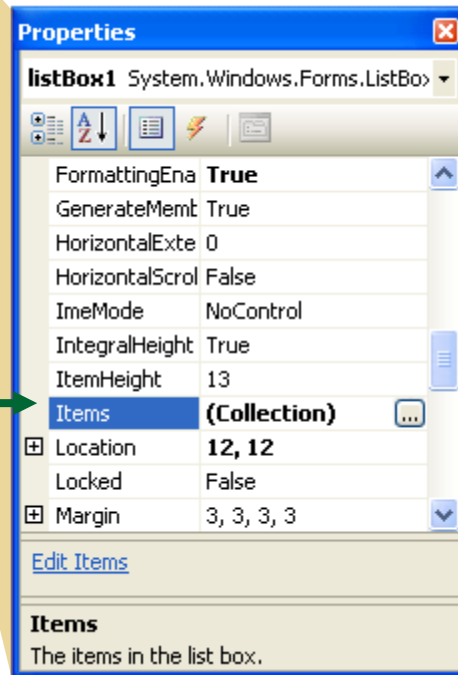 Properties
listBox1 System.Windows.Forms.ListBo
FormattingEna True
GenerateMemb True
HorizontalExte 0
HorizontalScrol False
ImeMode NoControl
IntegralHeight True
ItemHeight 13
Items (Collection) ...
Location 12, 12
Locked False
Margin 3, 3, 3, 3
Edit Items
Items
The items in the list box.